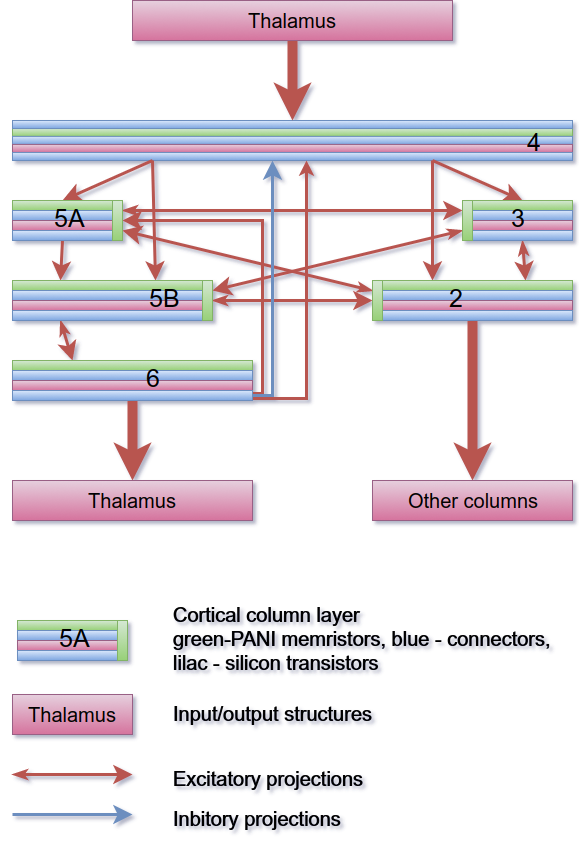 Thalamus
4
5A
3
5B
2
6
Thalamus
Other columns
5A
Cortical column layer
green-PANI memristors, blue - connectors,
lilac - silicon transistors
Thalamus
Input/output structures
Excitatory projections
Inbitory projections